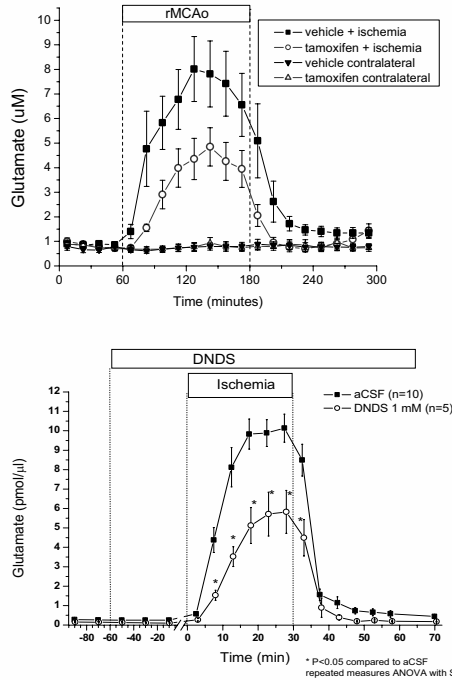 rMCAo
vehicle + ischemia
tamoxifen + ischemia
vehicle contralateral
tamoxifen contralateral
Glutamate (uM)
10
9
8
7
6
5
4
3
2
1
0
0 60 120 180 240 300
Time (minutes)
DNDS
Ischemia
aCSF (n=10)
DNDS 1 mM (n=5)
Glutamate (pmol/µl)
12
11
10
9
8
7
6
5
4
3
2
1
0
* * * * * * *
-80 -60 -40 -20 0 10 20 30 40 50 60 70
Time (min)
* P<0.05 compared to aCSF
repeated measures ANOVA with S